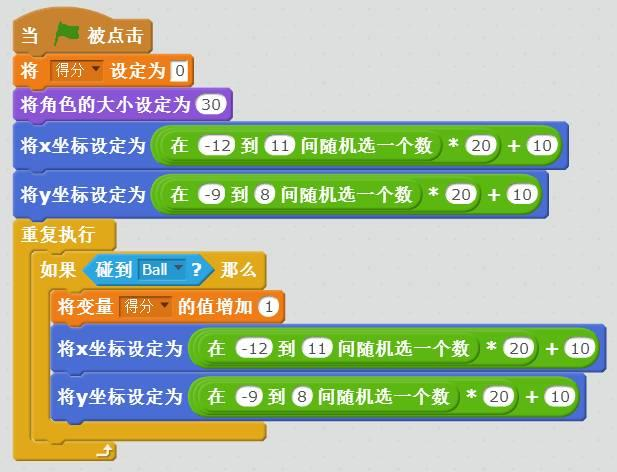 当 被点击
将 得分 设定为 0
将角色的大小设定为 30
将x坐标设定为 在 -12 到 11 间随机选一个数 * 20 + 10
将y坐标设定为 在 -9 到 8 间随机选一个数 * 20 + 10
重复执行
如果 碰到 Ball ? 那么
将变量 得分 的值增加 1
将x坐标设定为 在 -12 到 11 间随机选一个数 * 20 + 10
将y坐标设定为 在 -9 到 8 间随机选一个数 * 20 + 10